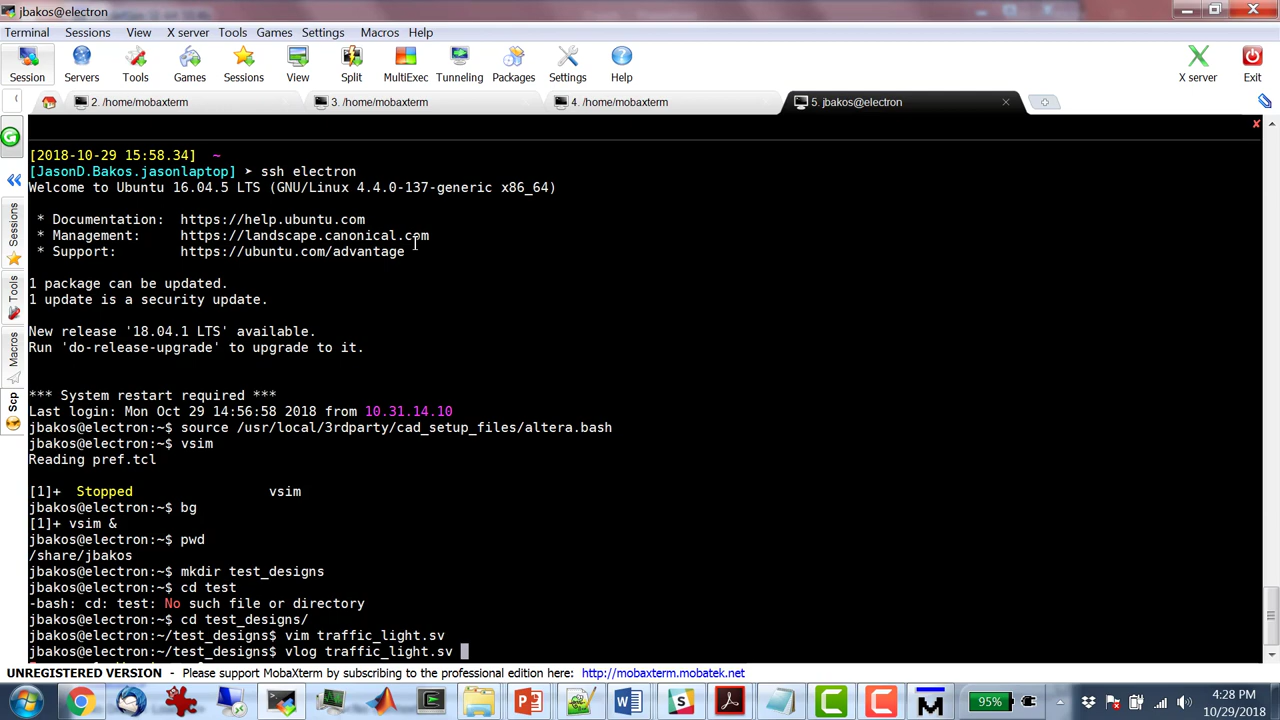 jbakos@electron
Terminal Sessions View X server Tools Games Settings Macros Help
Session Servers Tools Games Sessions View Split MultiExec Tunneling Packages Settings Help X server Exit
2. /home/mobaxterm 3. /home/mobaxterm 4. /home/mobaxterm 5. jbakos@electron
Sessions
Tools
Macros
Scp
[2018-10-29 15:58.34] ~
[JasonD.Bakos.jasonlaptop] ➤ ssh electron
Welcome to Ubuntu 16.04.5 LTS (GNU/Linux 4.4.0-137-generic x86_64)
* Documentation: https://help.ubuntu.com
* Management: https://landscape.canonical.com
* Support: https://ubuntu.com/advantage
1 package can be updated.
1 update is a security update.
New release '18.04.1 LTS' available.
Run 'do-release-upgrade' to upgrade to it.
*** System restart required ***
Last login: Mon Oct 29 14:56:58 2018 from 10.31.14.10
jbakos@electron:~$ source /usr/local/3rdparty/cad_setup_files/altera.bash
jbakos@electron:~$ vsim
Reading pref.tcl
[1]+ Stopped vsim
jbakos@electron:~$ bg
[1]+ vsim &
jbakos@electron:~$ pwd
/share/jbakos
jbakos@electron:~$ mkdir test_designs
jbakos@electron:~$ cd test
-bash: cd: test: No such file or directory
jbakos@electron:~$ cd test_designs/
jbakos@electron:~/test_designs$ vim traffic_light.sv
jbakos@electron:~/test_designs$ vlog traffic_light.sv
UNREGISTERED VERSION - Please support MobaXterm by subscribing to the professional edition here: http://mobaxterm.mobatek.net
95% 4:28 PM
10/29/2018